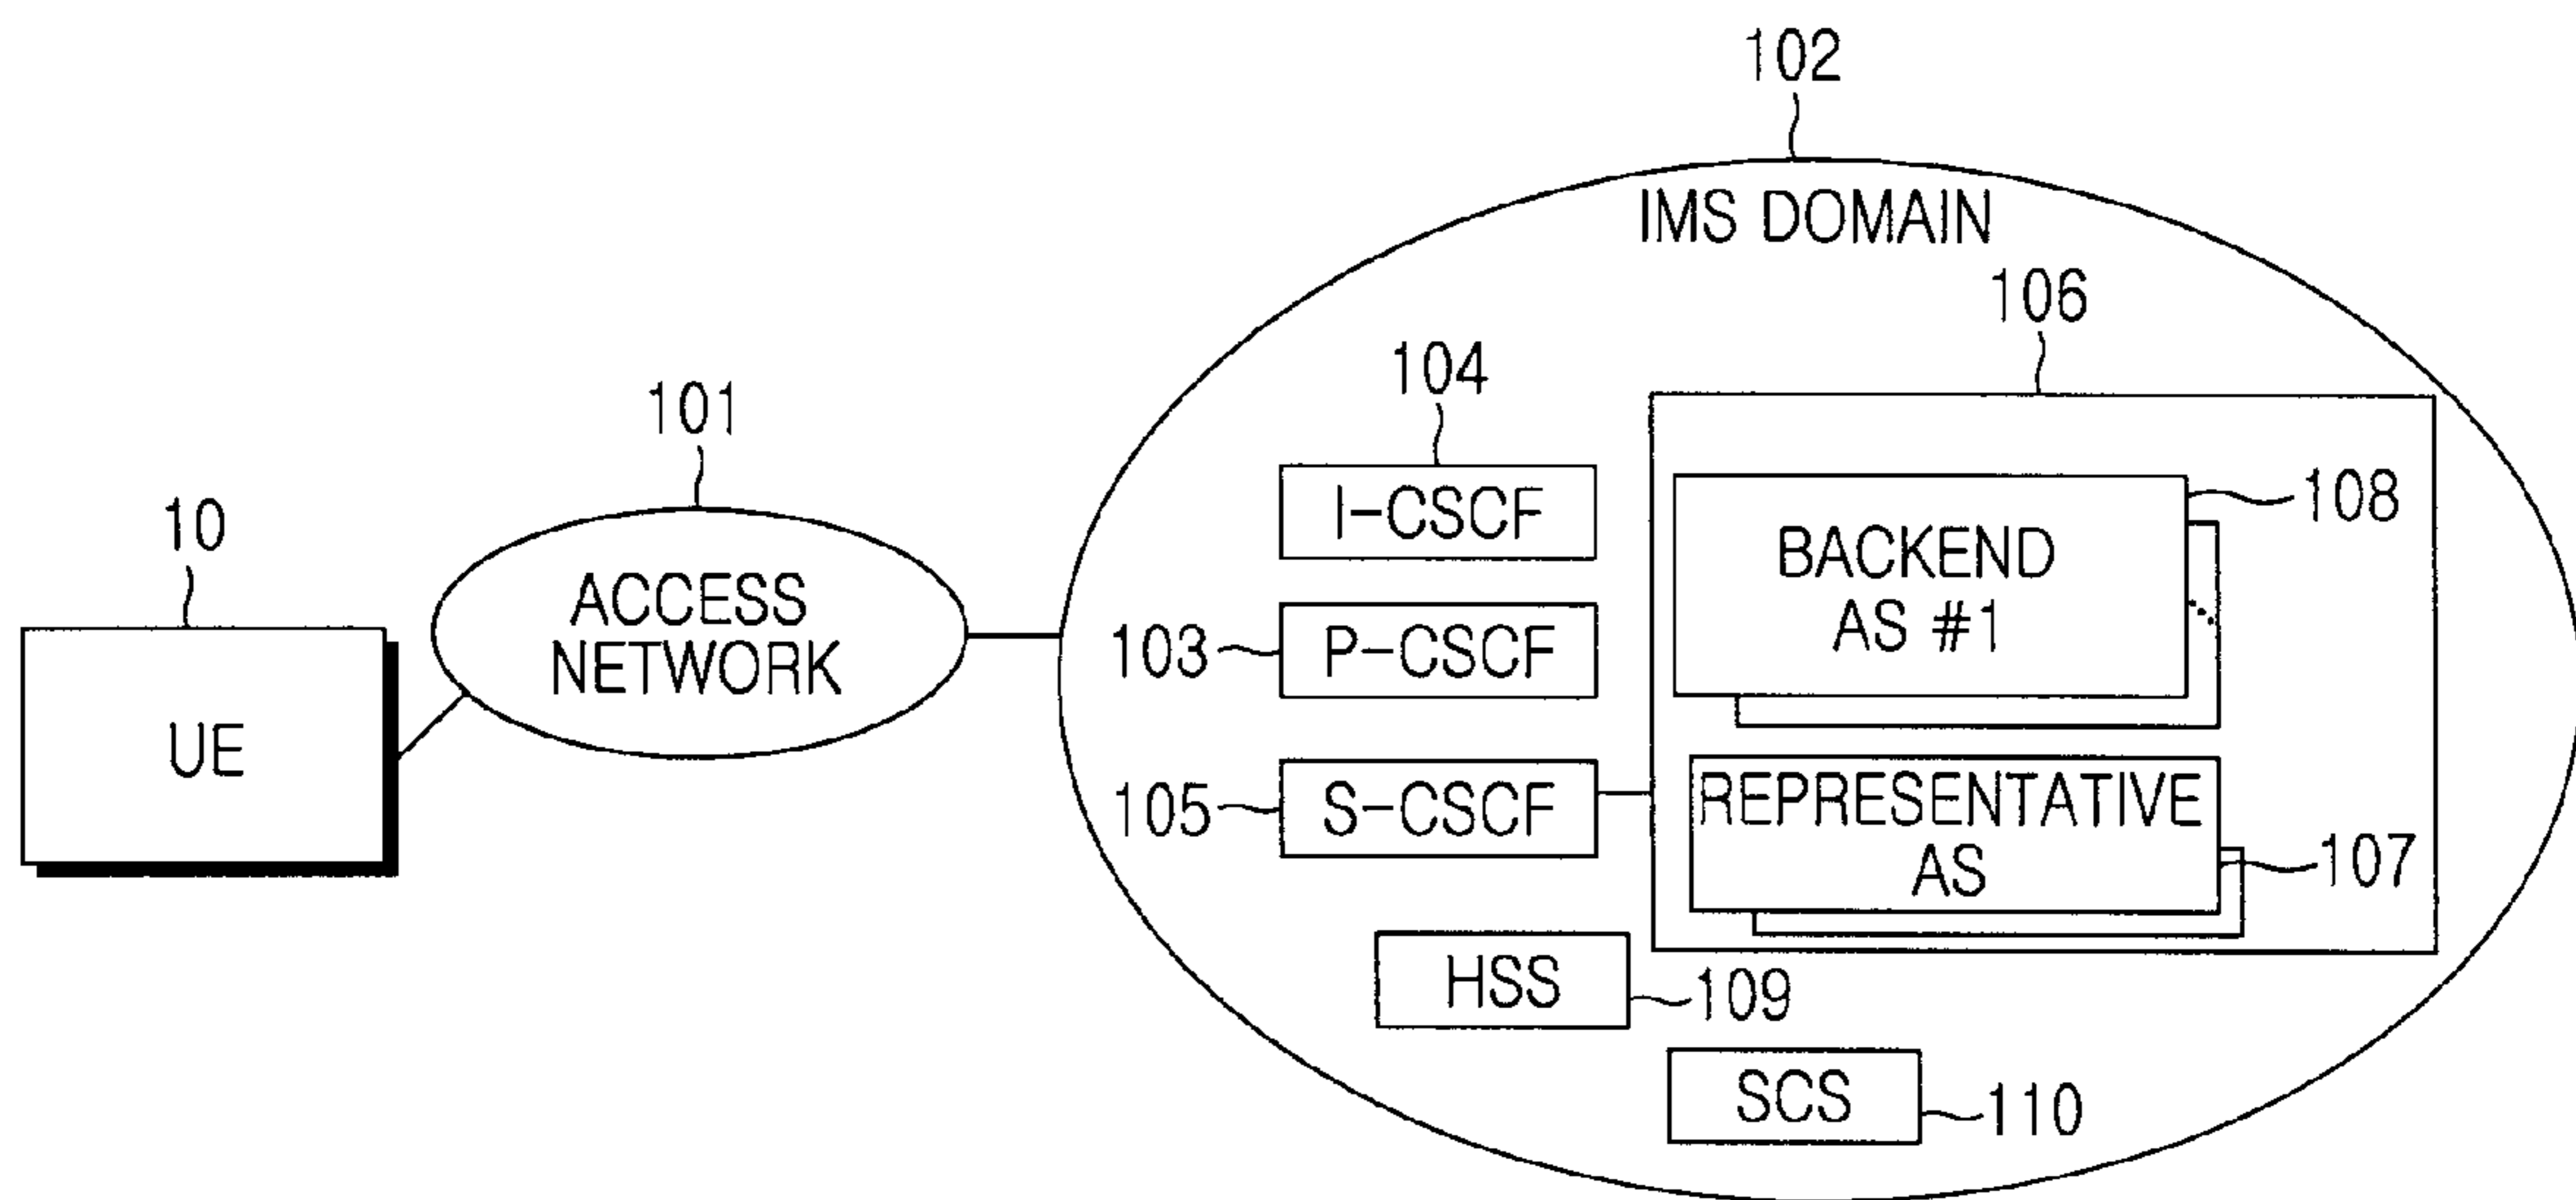 102
IMS DOMAIN
106
104
101
10
I-CSCF
108
BACKEND
AS #1
ACCESS
NETWORK
103
P-CSCF
UE
105
S-CSCF
REPRESENTATIVE
AS
107
HSS
109
SCS
110